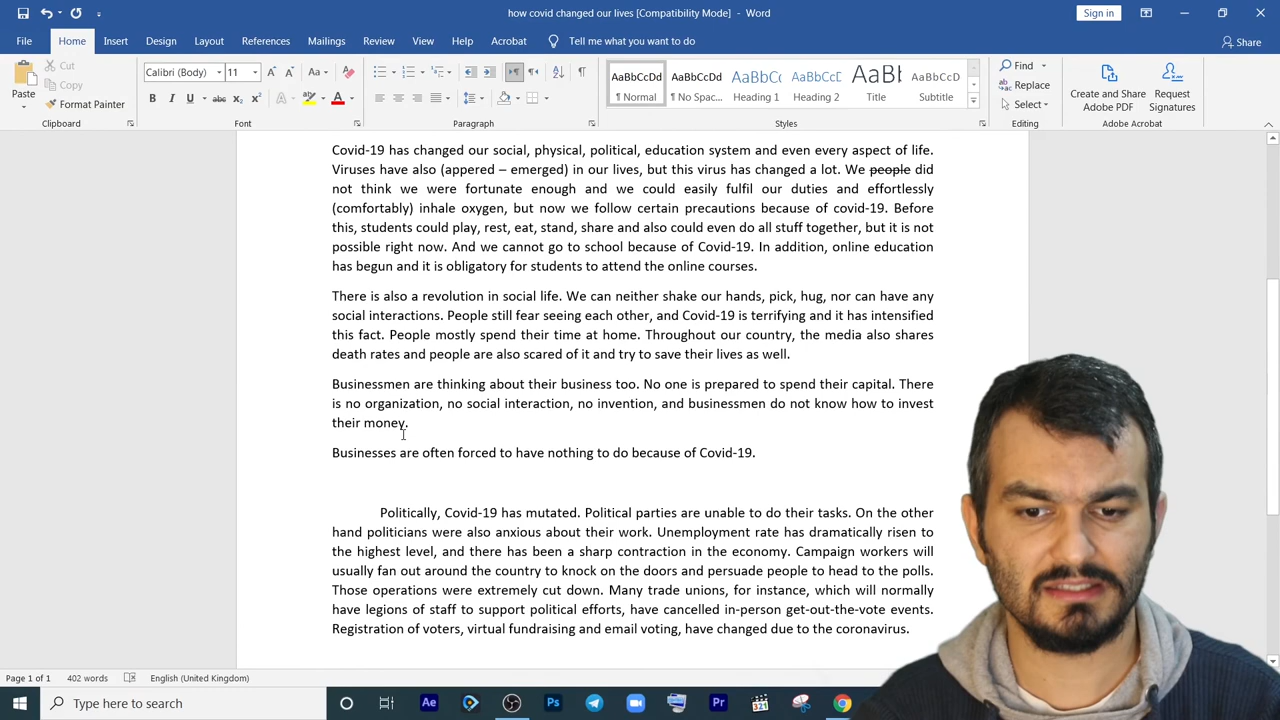 how covid changed our lives [Compatibility Mode] - Word
Sign in
File Home Insert Design Layout References Mailings Review View Help Acrobat Tell me what you want to do
Share
Paste
Cut
Copy
Format Painter
Clipboard
Calibri (Body) 11
Font
Paragraph
AaBbCcDd AaBbCcDd AaBbCc AaBbCcE AaBb AaBbCcD
¶ Normal ¶ No Spac... Heading 1 Heading 2 Title Subtitle
Styles
Find
Replace
Select
Editing
Create and Share
Adobe PDF
Request
Signatures
Adobe Acrobat
Covid-19 has changed our social, physical, political, education system and even every aspect of life.
Viruses have also (appered – emerged) in our lives, but this virus has changed a lot. We people did
not think we were fortunate enough and we could easily fulfil our duties and effortlessly
(comfortably) inhale oxygen, but now we follow certain precautions because of covid-19. Before
this, students could play, rest, eat, stand, share and also could even do all stuff together, but it is not
possible right now. And we cannot go to school because of Covid-19. In addition, online education
has begun and it is obligatory for students to attend the online courses.
There is also a revolution in social life. We can neither shake our hands, pick, hug, nor can have any
social interactions. People still fear seeing each other, and Covid-19 is terrifying and it has intensified
this fact. People mostly spend their time at home. Throughout our country, the media also shares
death rates and people are also scared of it and try to save their lives as well.
Businessmen are thinking about their business too. No one is prepared to spend their capital. There
is no organization, no social interaction, no invention, and businessmen do not know how to invest
their money.
Businesses are often forced to have nothing to do because of Covid-19.
Politically, Covid-19 has mutated. Political parties are unable to do their tasks. On the other
hand politicians were also anxious about their work. Unemployment rate has dramatically risen to
the highest level, and there has been a sharp contraction in the economy. Campaign workers will
usually fan out around the country to knock on the doors and persuade people to head to the polls.
Those operations were extremely cut down. Many trade unions, for instance, which will normally
have legions of staff to support political efforts, have cancelled in-person get-out-the-vote events.
Registration of voters, virtual fundraising and email voting, have changed due to the coronavirus.
Page 1 of 1 402 words English (United Kingdom)
Type here to search
Ae Ps Pr